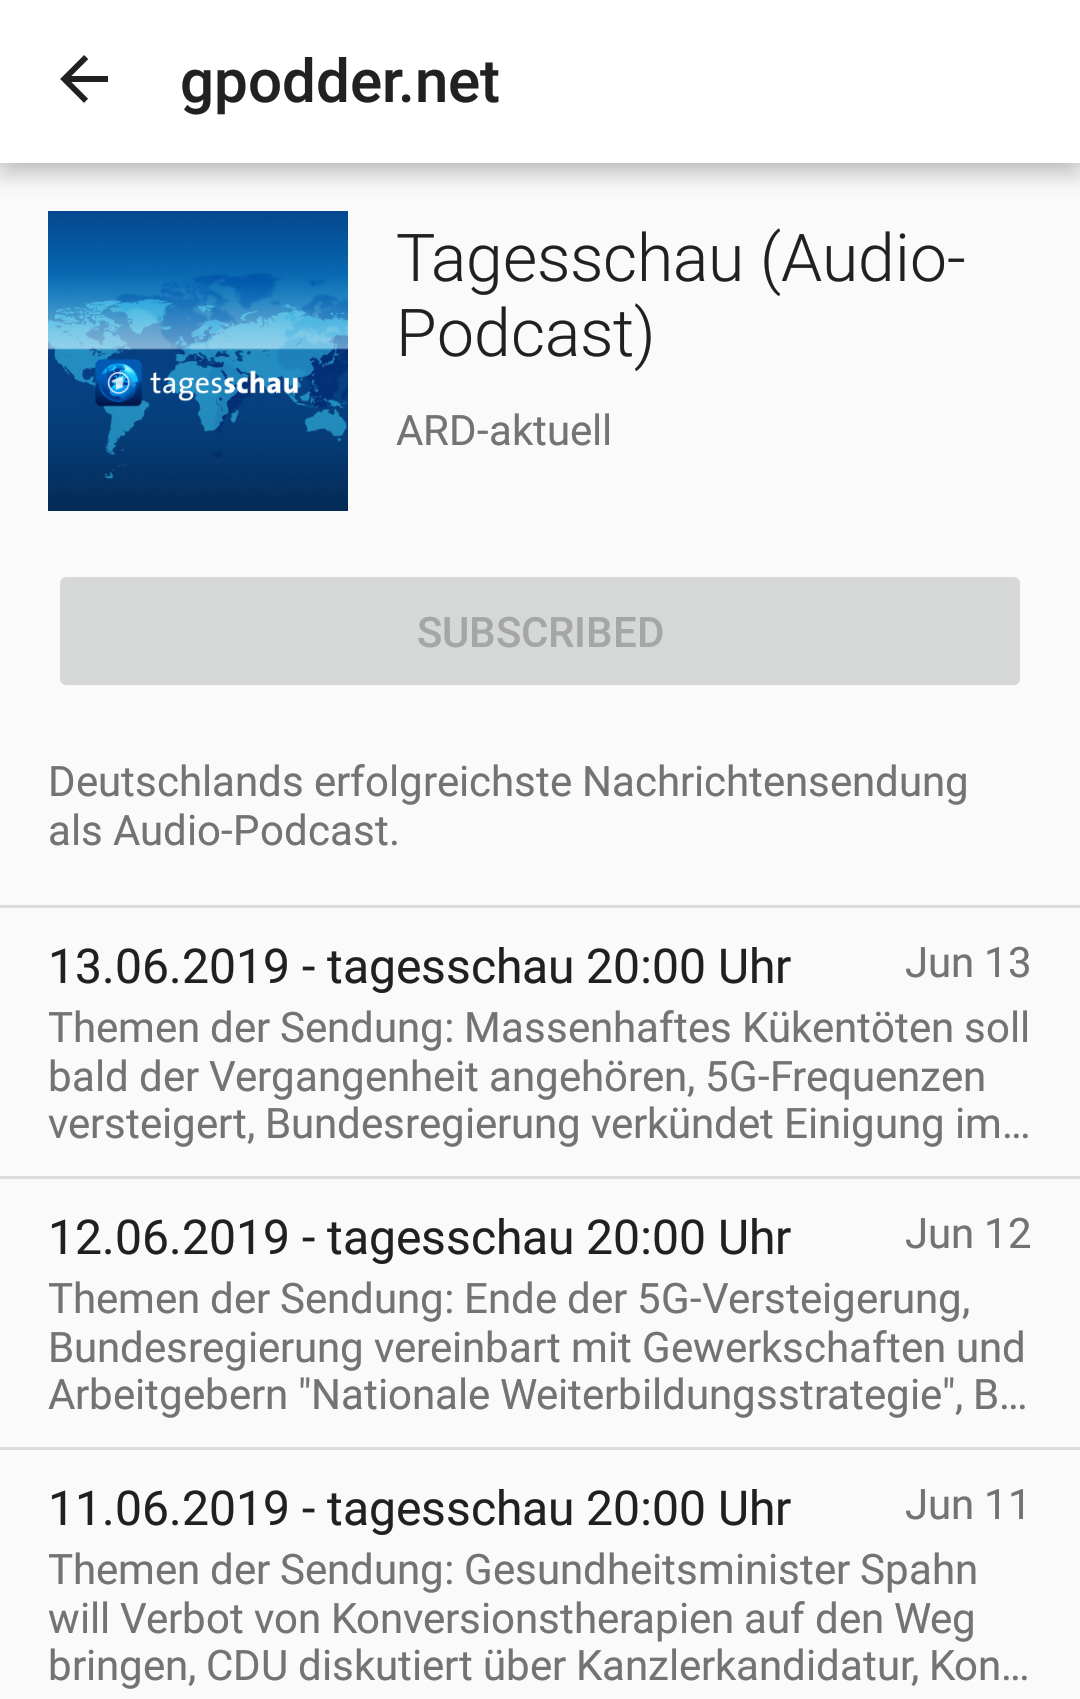 gpodder.net
tagesschau
Tagesschau (Audio-
Podcast)
ARD-aktuell
SUBSCRIBED
Deutschlands erfolgreichste Nachrichtensendung
als Audio-Podcast.
13.06.2019 - tagesschau 20:00 Uhr Jun 13
Themen der Sendung: Massenhaftes Kükentöten soll
bald der Vergangenheit angehören, 5G-Frequenzen
versteigert, Bundesregierung verkündet Einigung im...
12.06.2019 - tagesschau 20:00 Uhr Jun 12
Themen der Sendung: Ende der 5G-Versteigerung,
Bundesregierung vereinbart mit Gewerkschaften und
Arbeitgebern "Nationale Weiterbildungsstrategie", B...
11.06.2019 - tagesschau 20:00 Uhr Jun 11
Themen der Sendung: Gesundheitsminister Spahn
will Verbot von Konversionstherapien auf den Weg
bringen, CDU diskutiert über Kanzlerkandidatur, Kon...